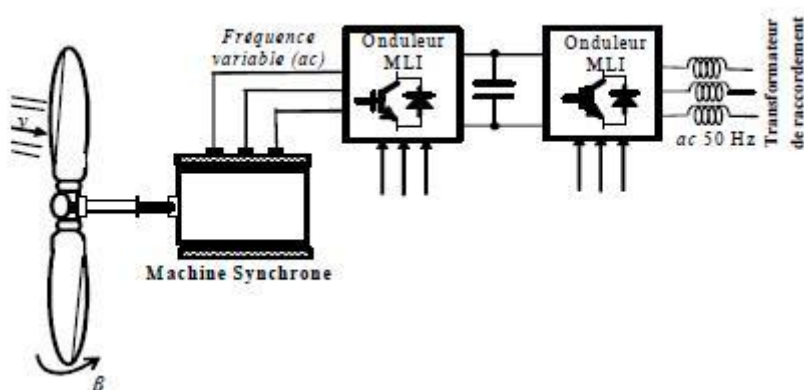 Fréquence
variable (ac)
Onduleur
MLI
Onduleur
MLI
ac 50 Hz
Transformateur
de raccordement
v
Machine Synchrone
β